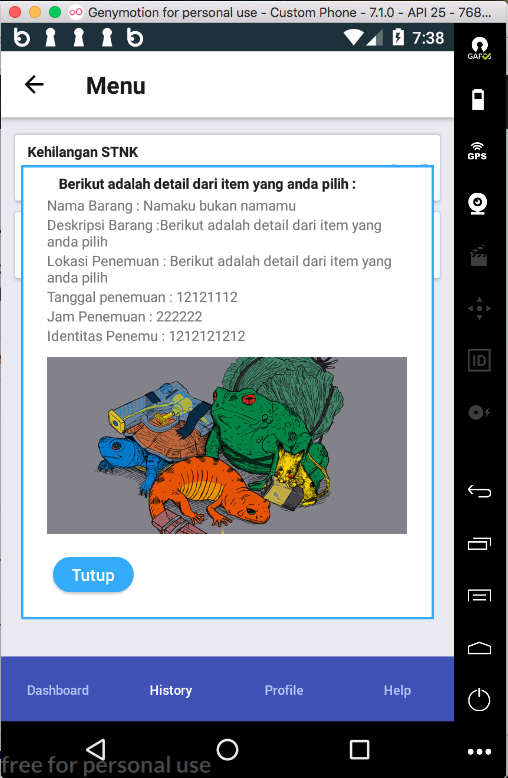 Genymotion for personal use - Custom Phone - 7.1.0 - API 25 - 768...
7:38
GAPPS
Menu
GPS
Kehilangan STNK
Berikut adalah detail dari item yang anda pilih :
Nama Barang : Namaku bukan namamu
Deskripsi Barang :Berikut adalah detail dari item yang
anda pilih
Lokasi Penemuan : Berikut adalah detail dari item yang
anda pilih
Tanggal penemuan : 12121112
Jam Penemuan : 222222
Identitas Penemu : 1212121212
ID
Tutup
Dashboard
History
Profile
Help
free for personal use